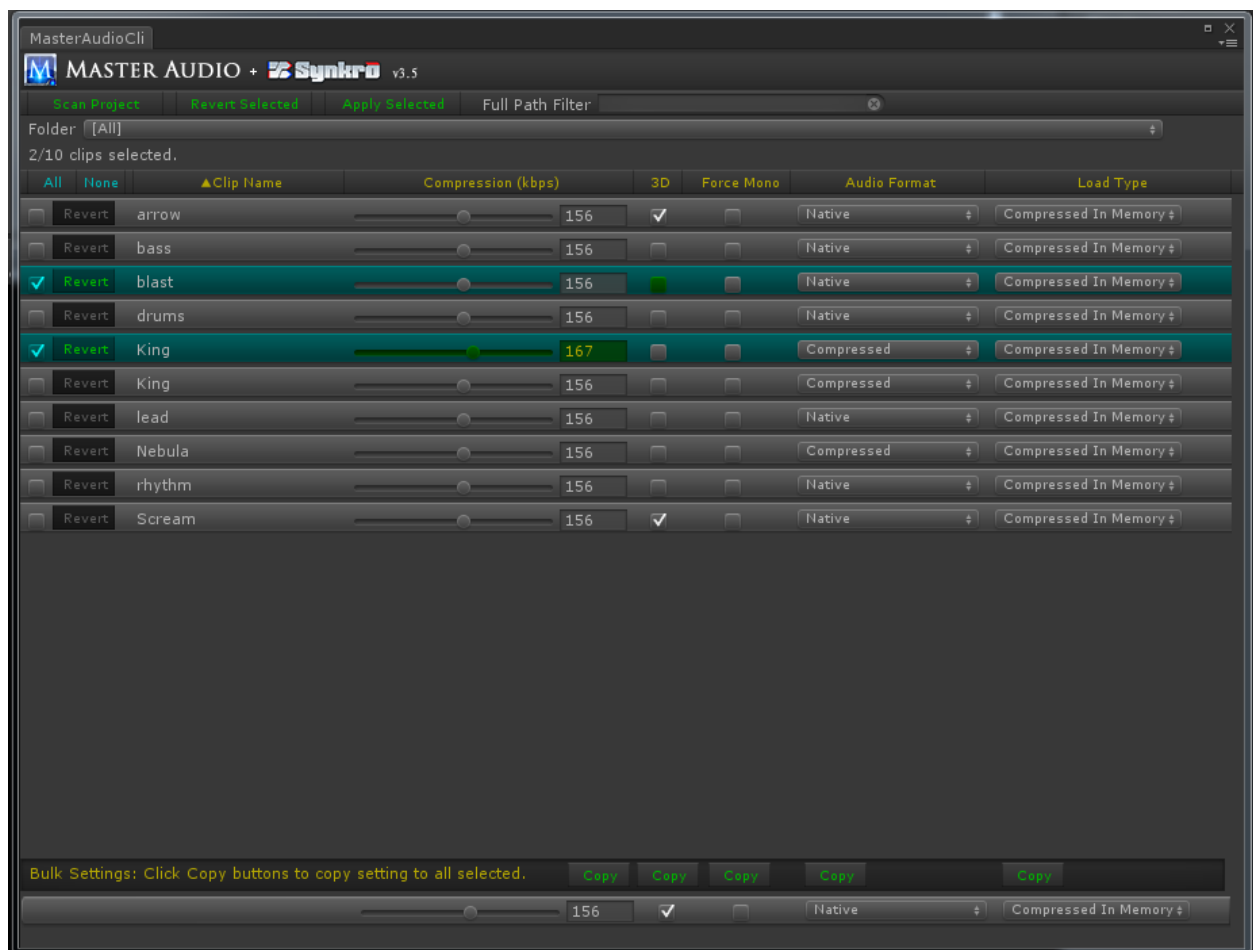 MasterAudioCli
M MASTER AUDIO + Synkro v3.5
Scan Project Revert Selected Apply Selected Full Path Filter
Folder [All]
2/10 clips selected.
All None ▲Clip Name Compression (kbps) 3D Force Mono Audio Format Load Type
Revert arrow 156 Native Compressed In Memory
Revert bass 156 Native Compressed In Memory
Revert blast 156 Native Compressed In Memory
Revert drums 156 Native Compressed In Memory
Revert King 167 Compressed Compressed In Memory
Revert King 156 Compressed Compressed In Memory
Revert lead 156 Native Compressed In Memory
Revert Nebula 156 Compressed Compressed In Memory
Revert rhythm 156 Native Compressed In Memory
Revert Scream 156 Native Compressed In Memory
Bulk Settings: Click Copy buttons to copy setting to all selected. Copy Copy Copy Copy Copy
156 Native Compressed In Memory